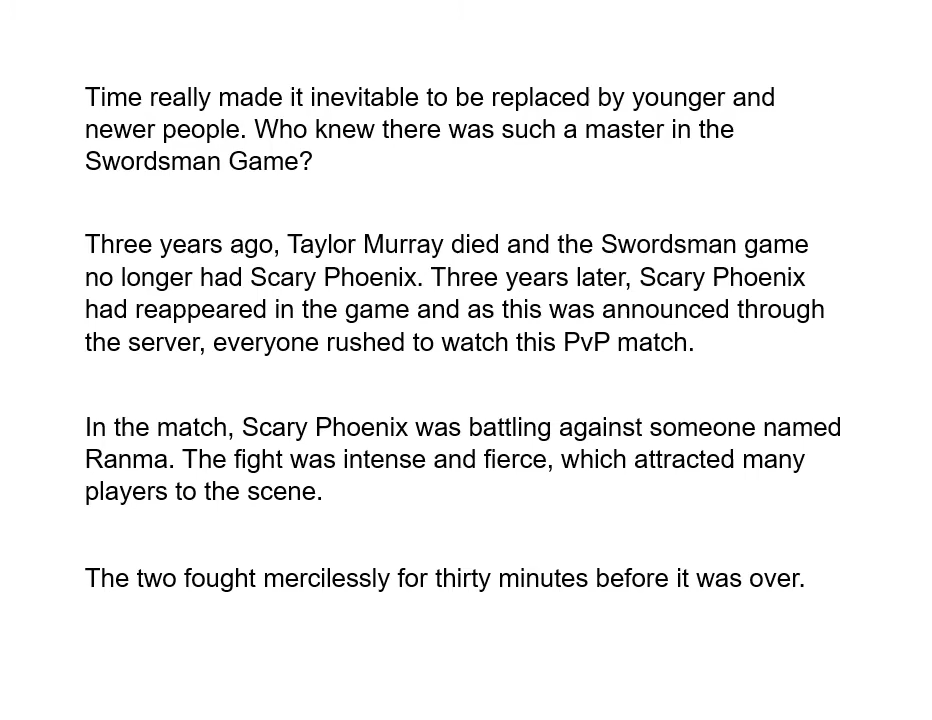 Time really made it inevitable to be replaced by younger and
newer people. Who knew there was such a master in the
Swordsman Game?
Three years ago, Taylor Murray died and the Swordsman game
no longer had Scary Phoenix. Three years later, Scary Phoenix
had reappeared in the game and as this was announced through
the server, everyone rushed to watch this PvP match.
In the match, Scary Phoenix was battling against someone named
Ranma. The fight was intense and fierce, which attracted many
players to the scene.
The two fought mercilessly for thirty minutes before it was over.